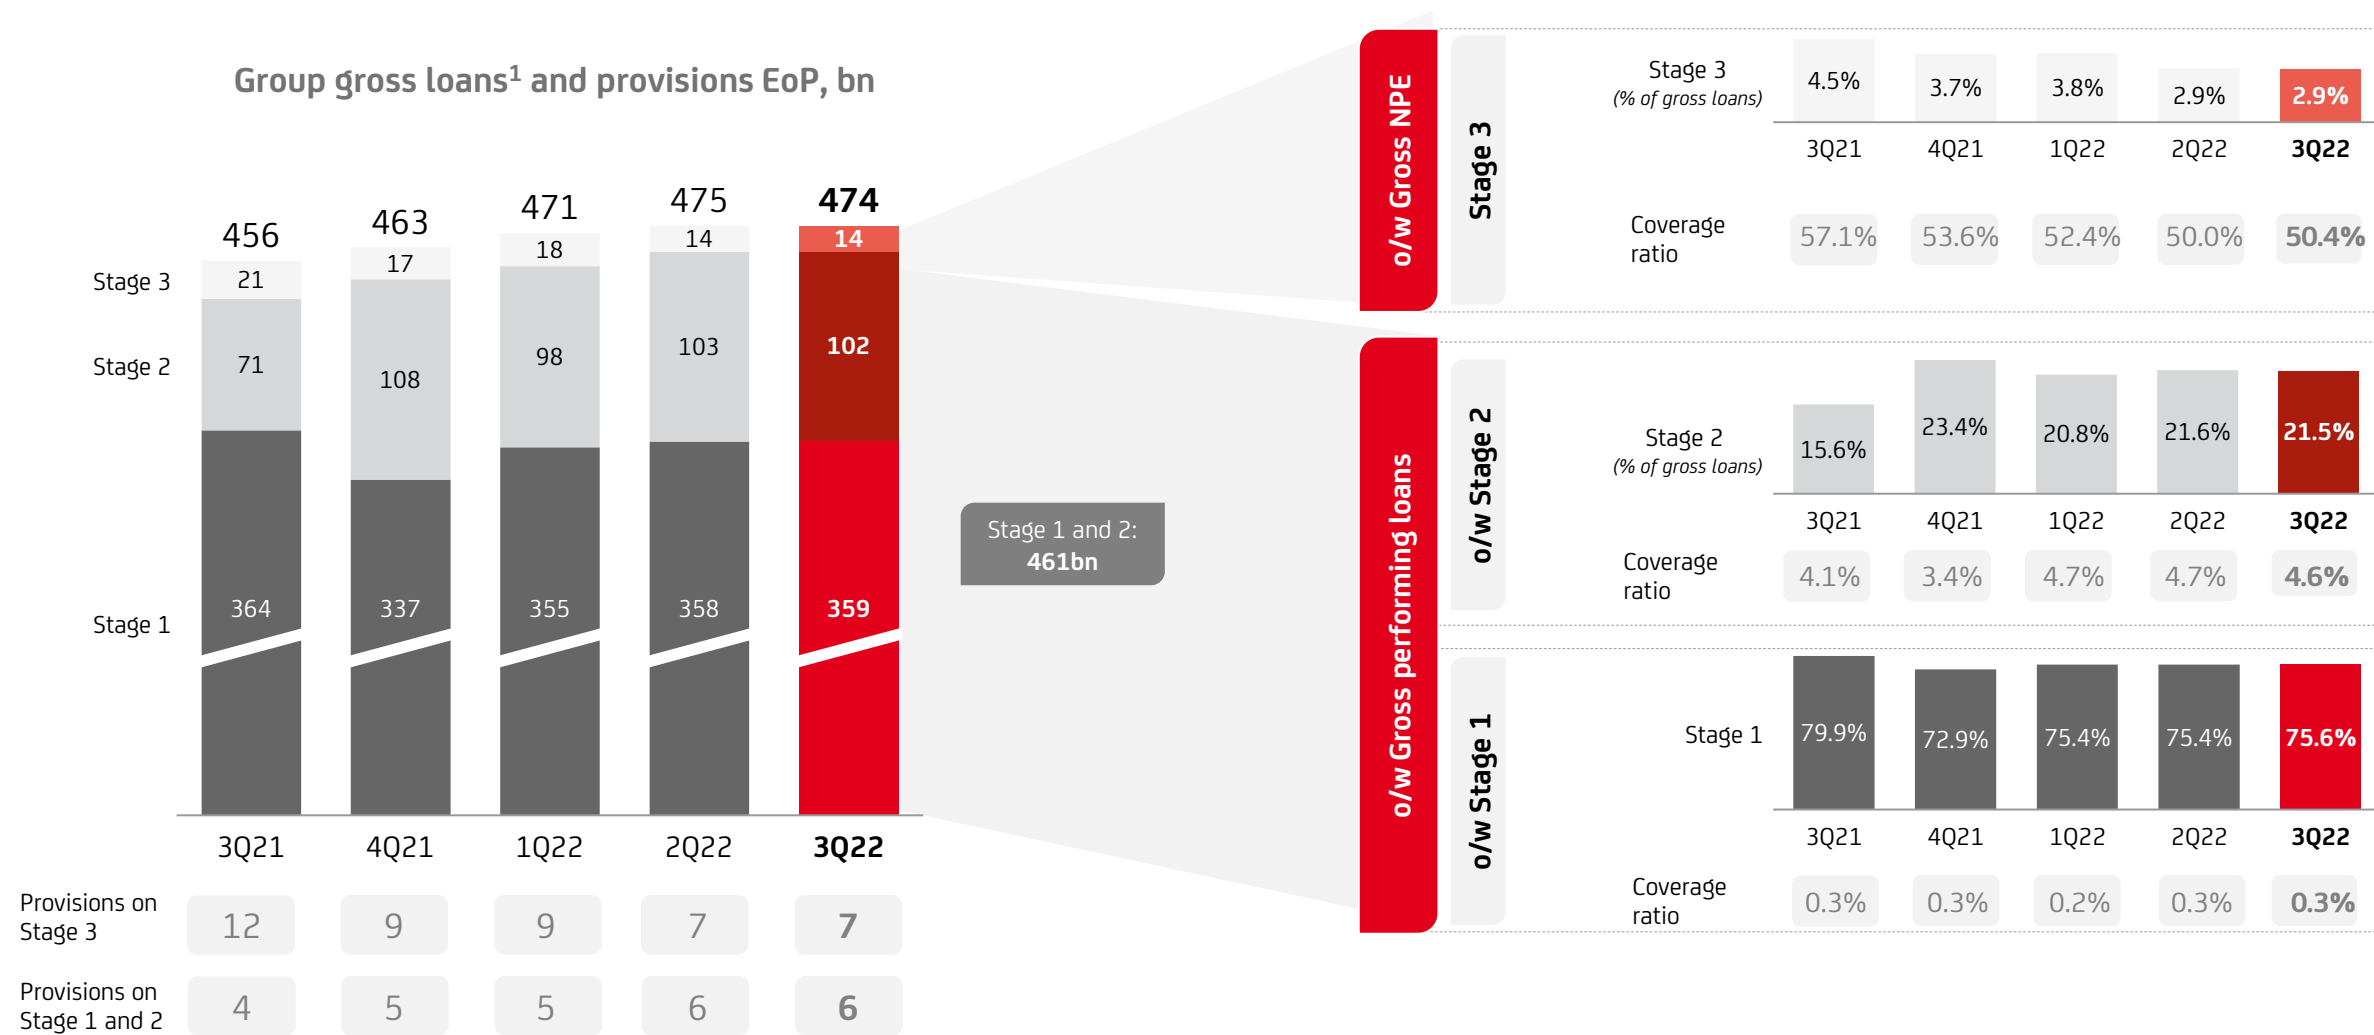 Group gross loans¹ and provisions EoP, bn
456 463 471 475 474
Stage 3 21 17 18 14 14
Stage 2 71 108 98 103 102
Stage 1 364 337 355 358 359
3Q21 4Q21 1Q22 2Q22 3Q22
Provisions on
Stage 3
12 9 9 7 7
Provisions on
Stage 1 and 2
4 5 5 6 6
Stage 1 and 2:
461bn
o/w Gross NPE
Stage 3
Stage 3
(% of gross loans)
4.5% 3.7% 3.8% 2.9% 2.9%
3Q21 4Q21 1Q22 2Q22 3Q22
Coverage
ratio
57.1% 53.6% 52.4% 50.0% 50.4%
o/w Gross performing loans
o/w Stage 2
Stage 2
(% of gross loans)
15.6% 23.4% 20.8% 21.6% 21.5%
3Q21 4Q21 1Q22 2Q22 3Q22
Coverage
ratio
4.1% 3.4% 4.7% 4.7% 4.6%
o/w Stage 1
Stage 1
79.9% 72.9% 75.4% 75.4% 75.6%
3Q21 4Q21 1Q22 2Q22 3Q22
Coverage
ratio
0.3% 0.3% 0.2% 0.3% 0.3%